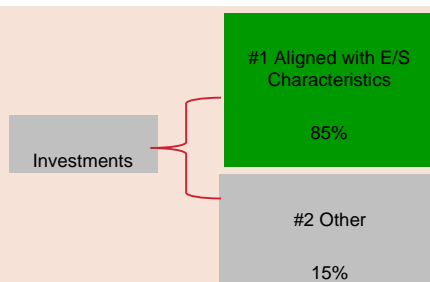 #1 Aligned with E/S
Characteristics
85%
Investments
#2 Other
15%